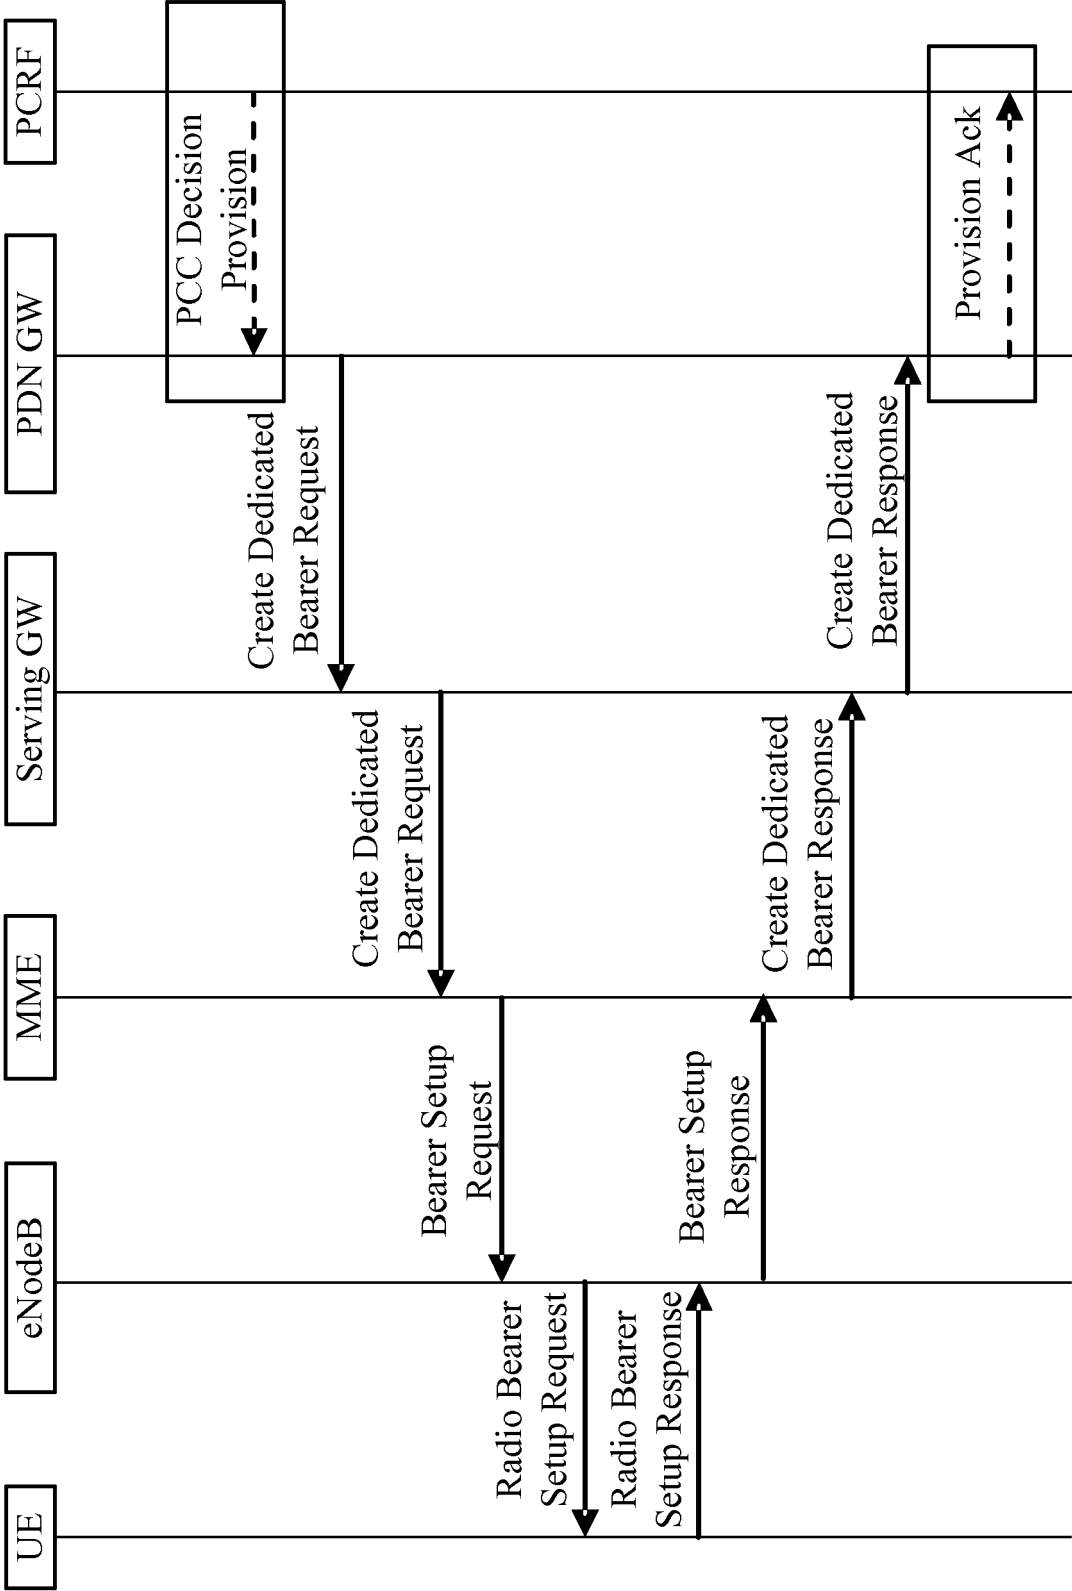 UE
eNodeB
MME
Serving GW
PDN GW
PCRF
PCC Decision
Provision
Create Dedicated
Bearer Request
Create Dedicated
Bearer Request
Bearer Setup
Request
Radio Bearer
Setup Request
Radio Bearer
Setup Response
Bearer Setup
Response
Create Dedicated
Bearer Response
Create Dedicated
Bearer Response
Provision Ack